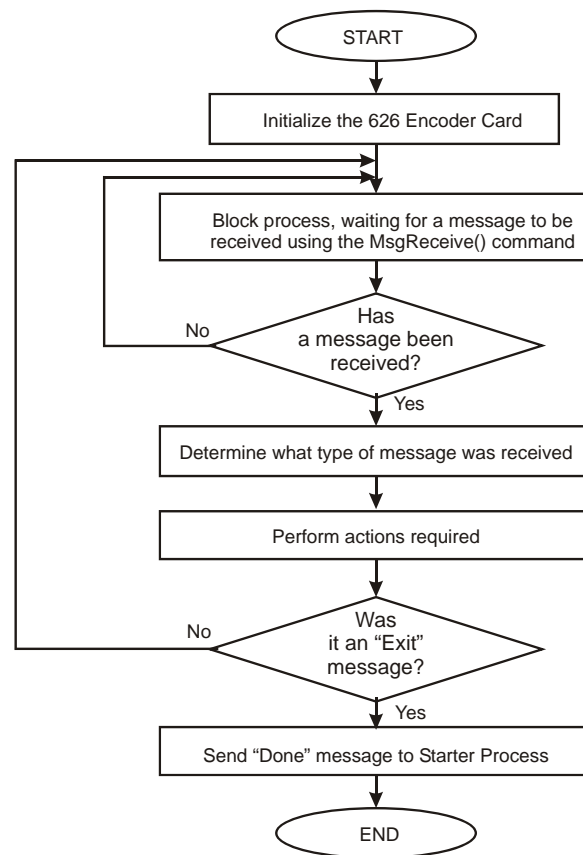 START
Initialize the 626 Encoder Card
Block process, waiting for a message to be
received using the MsgReceive() command
Has
a message been
received?
No
Yes
Determine what type of message was received
Perform actions required
Was
it an “Exit”
message?
No
Yes
Send “Done” message to Starter Process
END